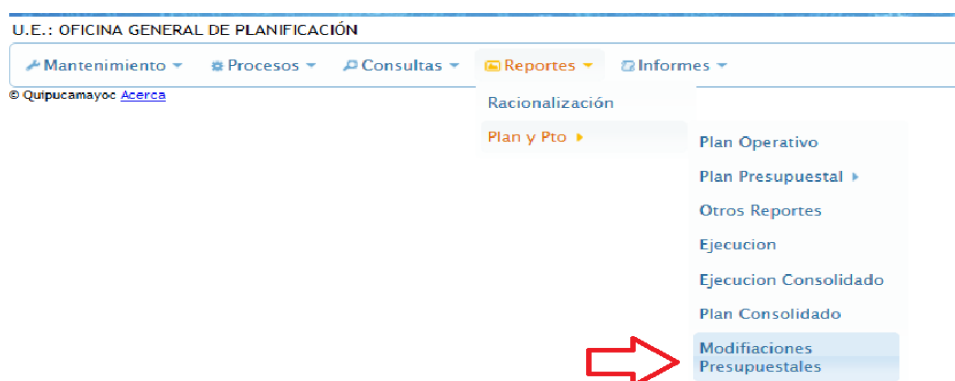 U.E.: OFICINA GENERAL DE PLANIFICACIÓN
Mantenimiento Procesos Consultas Reportes Informes
© Quipucamayoc Acerca
Racionalización
Plan y Pto
Plan Operativo
Plan Presupuestal
Otros Reportes
Ejecucion
Ejecucion Consolidado
Plan Consolidado
Modifiaciones
Presupuestales